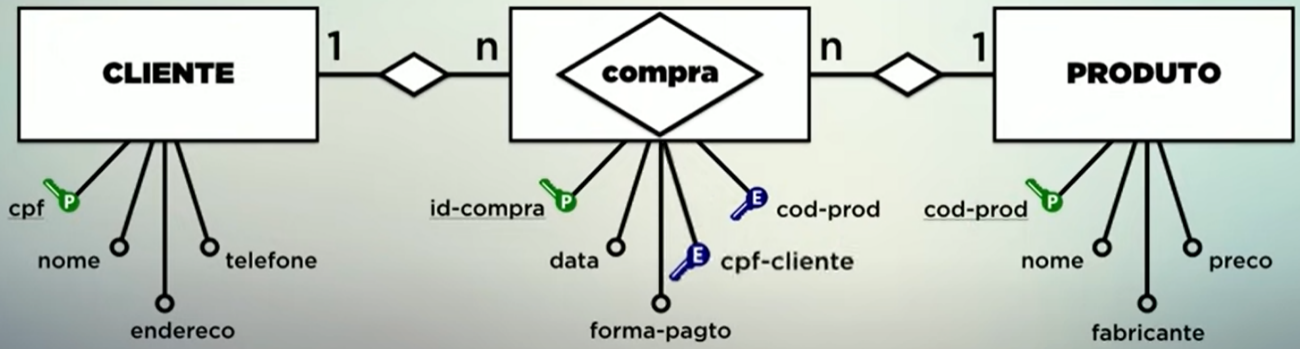 CLIENTE
1
n
compra
n
1
PRODUTO
cpf
P
nome
endereco
telefone
id-compra
P
data
forma-pagto
E
cpf-cliente
E
cod-prod
cod-prod
P
nome
fabricante
preco